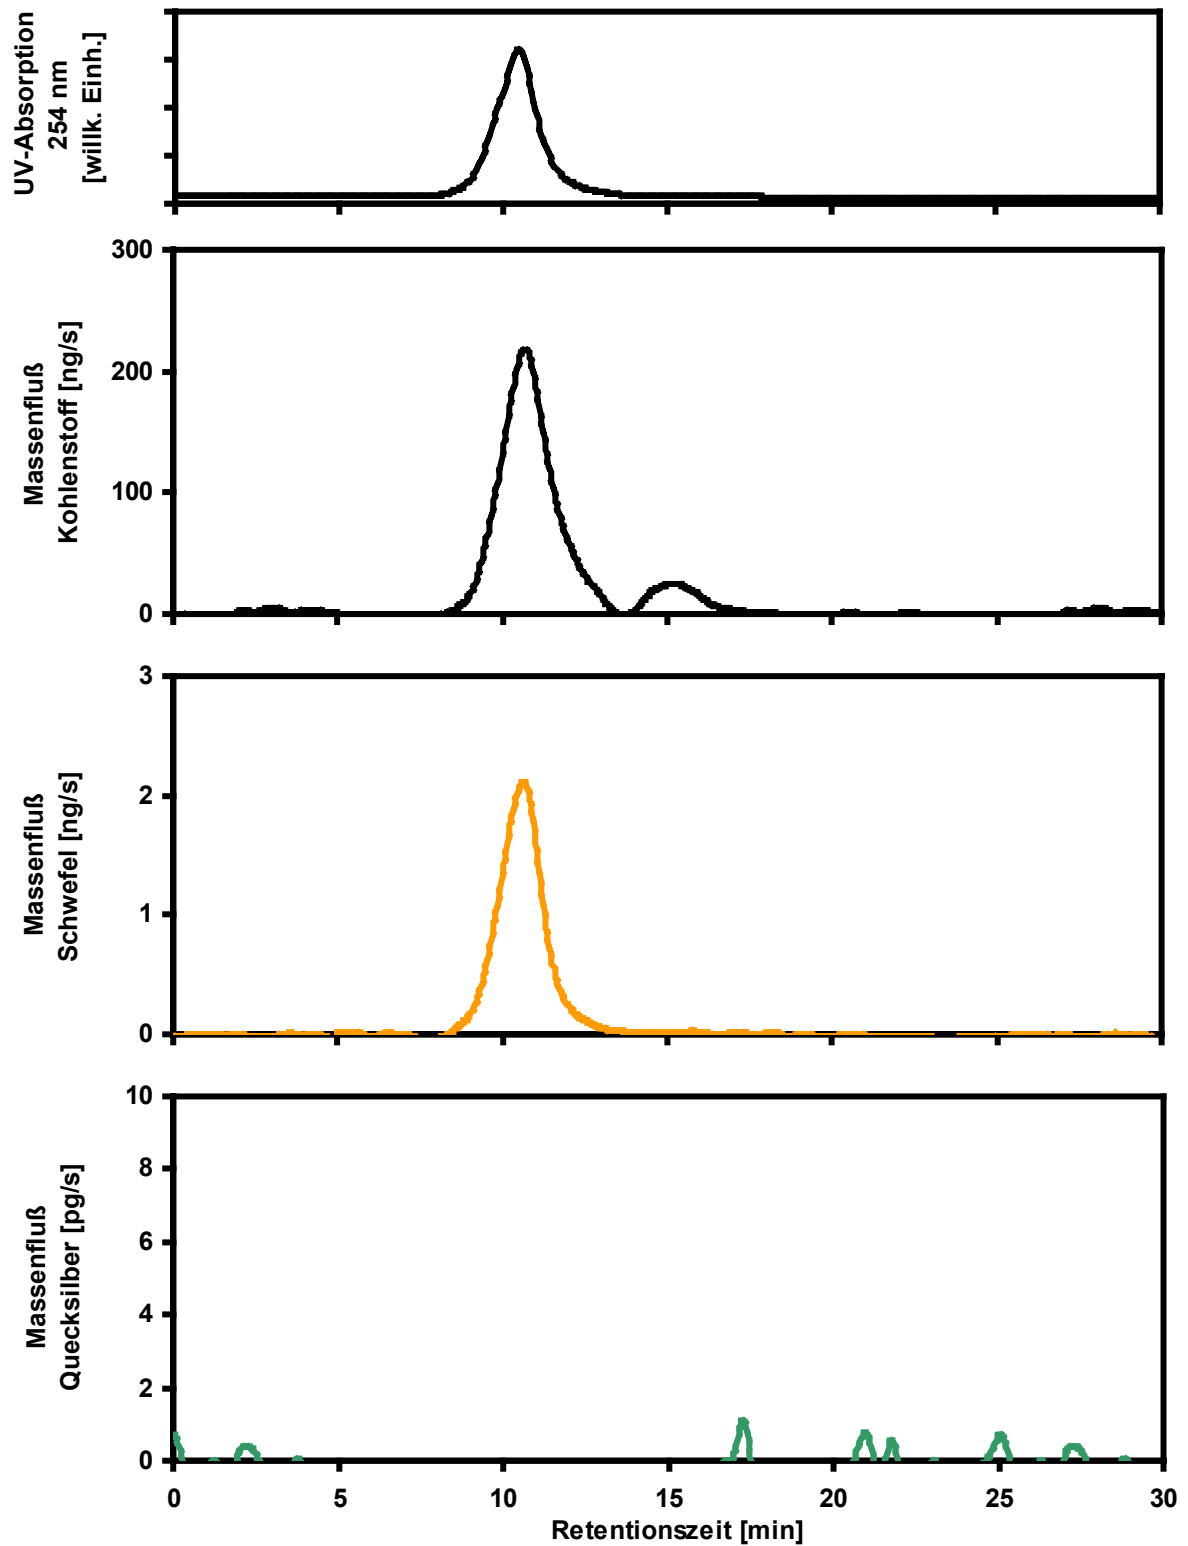 UV-Absorption
254 nm
[willk. Einh.]
300
200
100
0
Massenfluß
Kohlenstoff [ng/s]
3
2
1
0
Massenfluß
Schwefel [ng/s]
10
8
6
4
2
0
Massenfluß
Quecksilber [pg/s]
0 5 10 15 20 25 30
Retentionszeit [min]